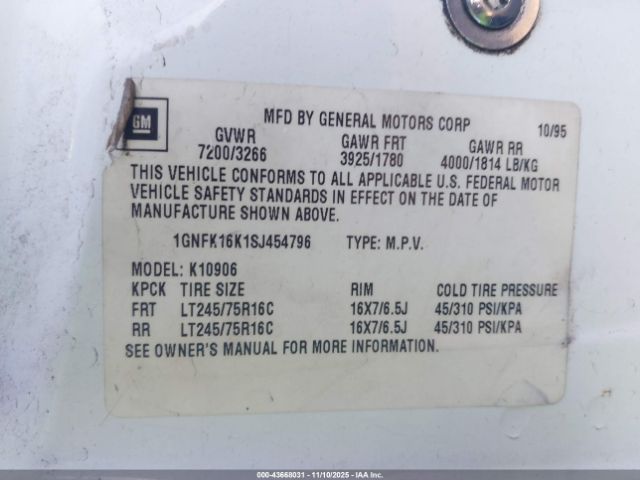 GM
MFD BY GENERAL MOTORS CORP 10/95
GVWR GAWR FRT GAWR RR
7200/3266 3925/1780 4000/1814 LB/KG
THIS VEHICLE CONFORMS TO ALL APPLICABLE U.S. FEDERAL MOTOR
VEHICLE SAFETY STANDARDS IN EFFECT ON THE DATE OF
MANUFACTURE SHOWN ABOVE.
1GNFK16K1SJ454796 TYPE: M.P.V.
MODEL: K10906
KPCK TIRE SIZE RIM COLD TIRE PRESSURE
FRT LT245/75R16C 16X7/6.5J 45/310 PSI/KPA
RR LT245/75R16C 16X7/6.5J 45/310 PSI/KPA
SEE OWNER'S MANUAL FOR MORE INFORMATION.
000-43668031 - 11/10/2025 - IAA Inc.